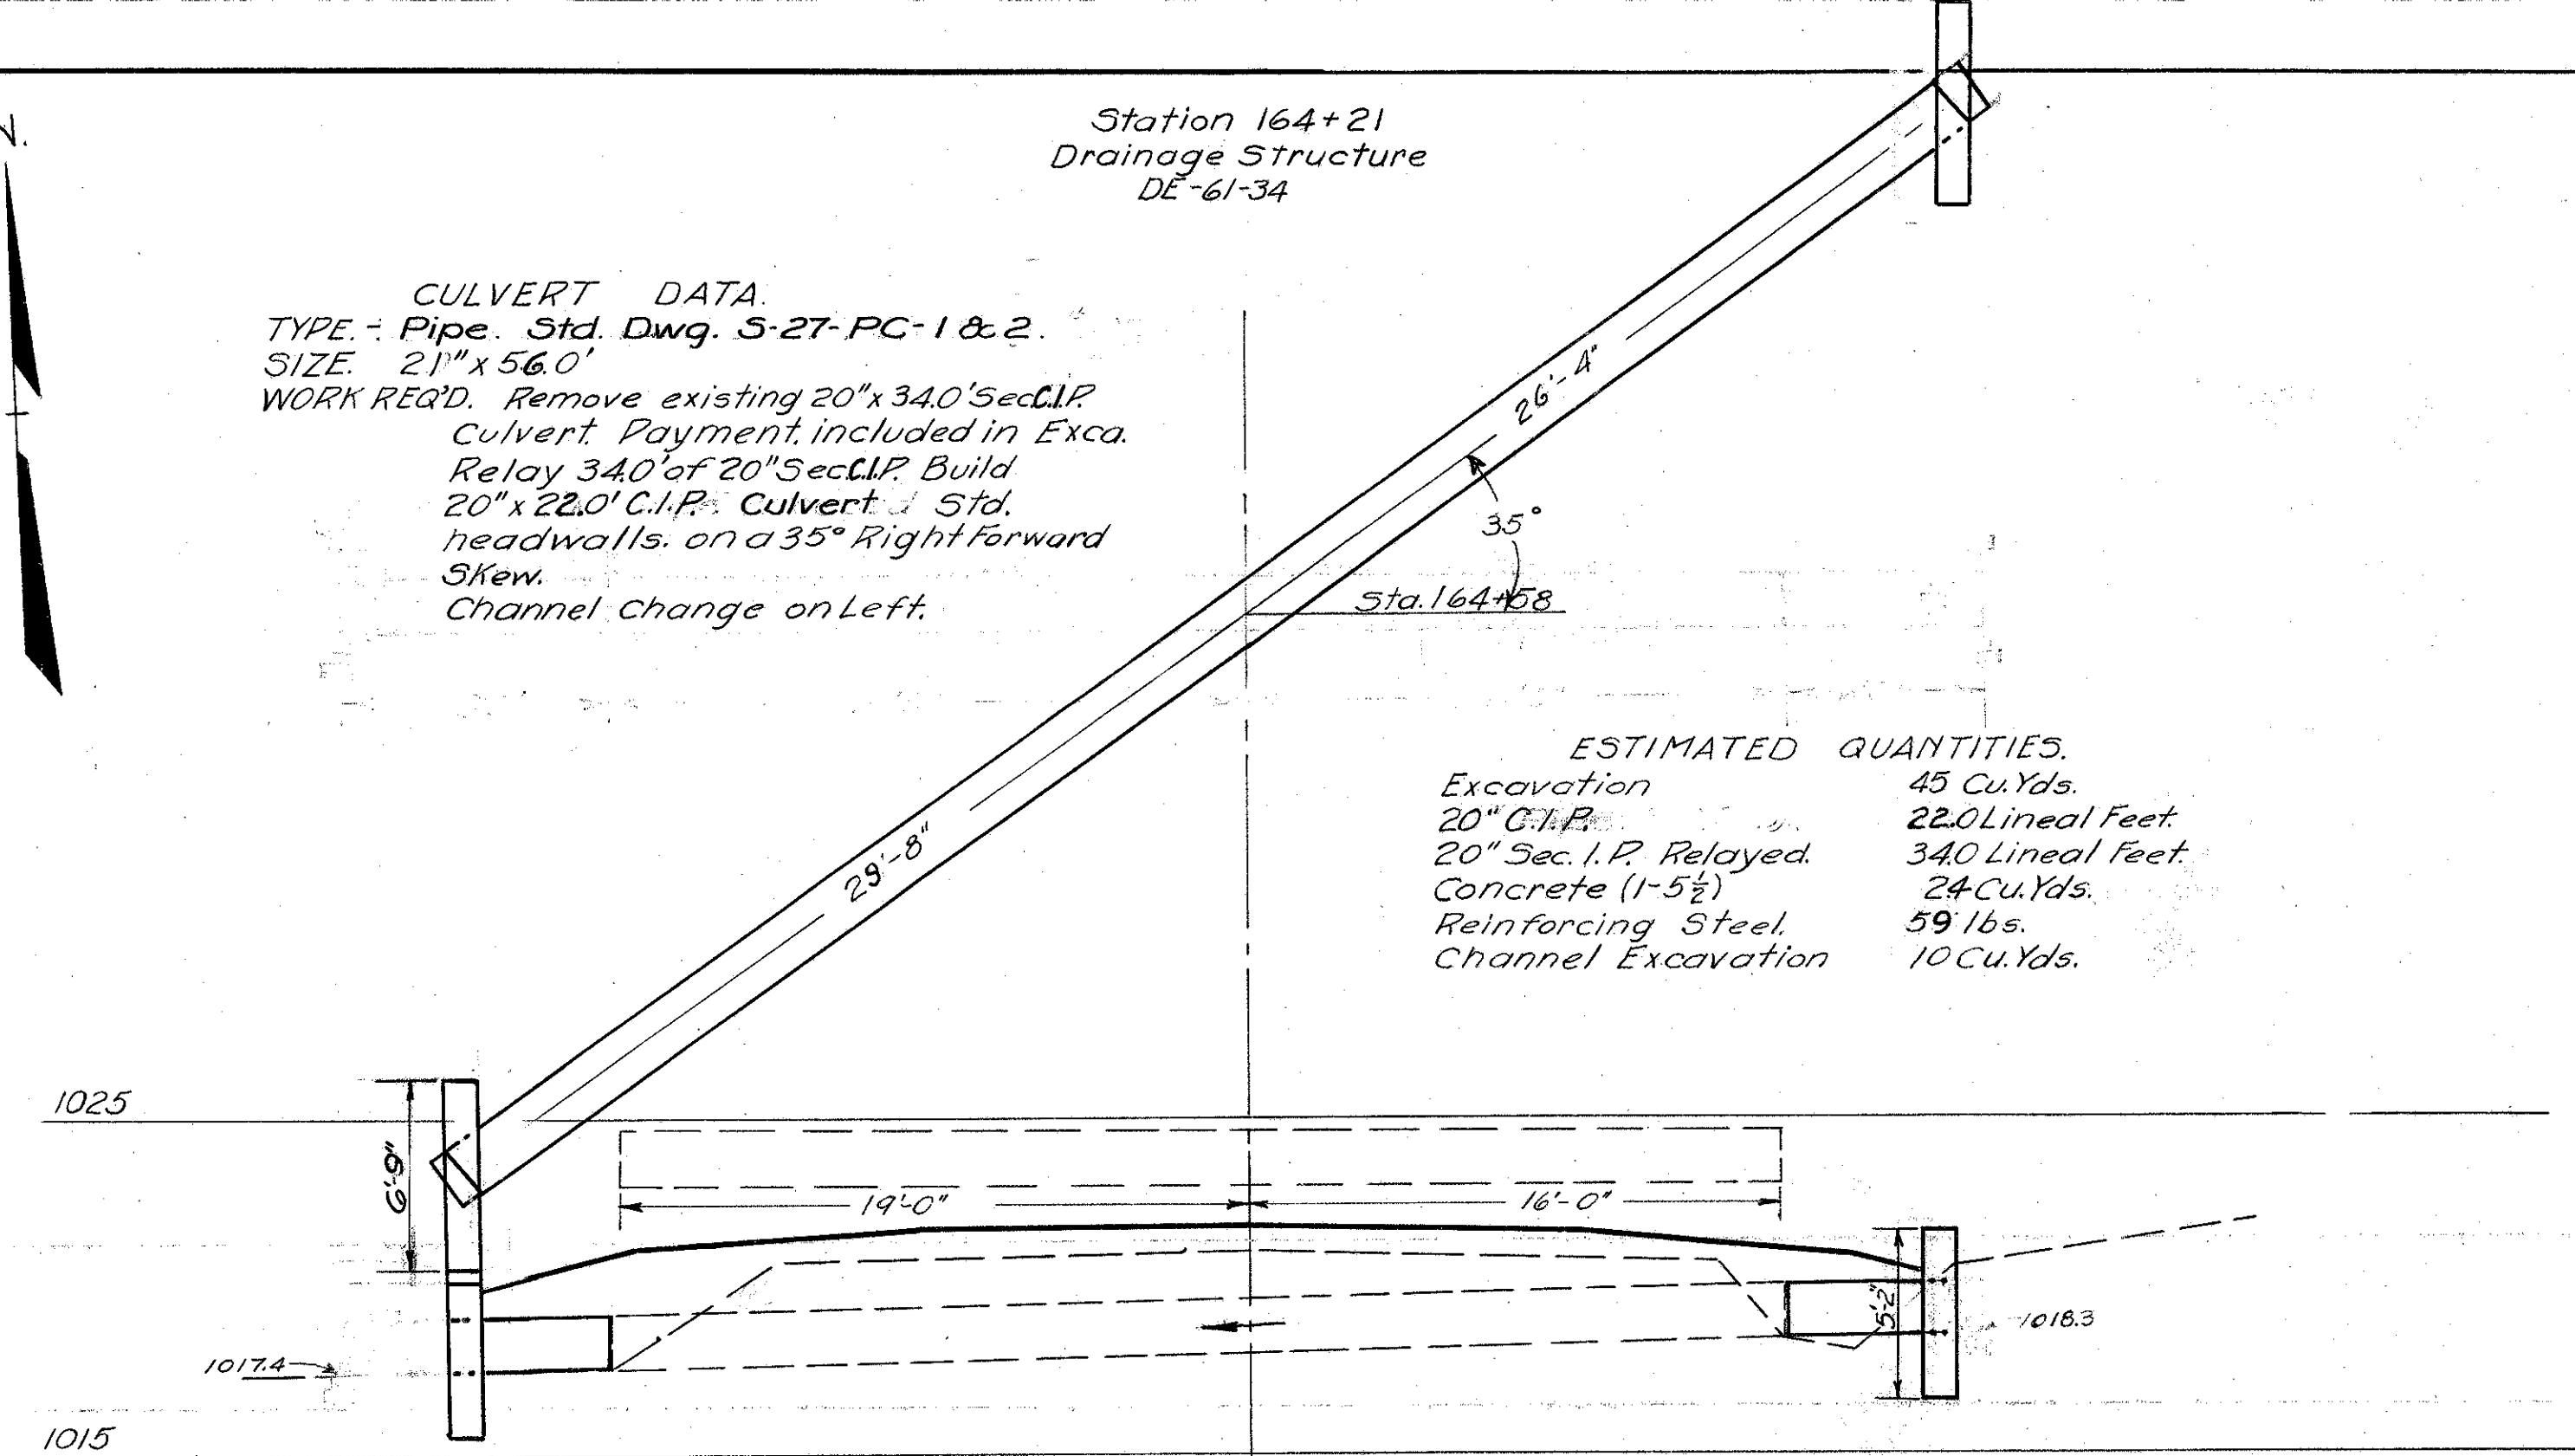 Station 164+21
Drainage Structure
DE-61-34
CULVERT DATA.
TYPE.- Pipe. Std. Dwg. S-27-PC-1 & 2.
SIZE. 21" x 56.0'
WORK REQ'D. Remove existing 20" x 34.0' Sec.C.I.P.
Culvert. Payment included in Exca.
Relay 34.0' of 20" Sec.C.I.P. Build
20" x 22.0' C.I.P. Culvert Std.
headwalls. on a 35° Right Forward
Skew.
Channel Change on Left.
26'-4"
35°
Sta. 164+58
29'-8"
ESTIMATED QUANTITIES.
Excavation 45 Cu.Yds.
20" C.I.P. 22.0 Lineal Feet.
20" Sec. I.P. Relayed. 34.0 Lineal Feet.
Concrete (1-5½) 2.4 Cu.Yds.
Reinforcing Steel. 59 lbs.
Channel Excavation 10 Cu.Yds.
1025
6'-9"
19'-0"
16'-0"
5'-2"
1018.3
1017.4
1015